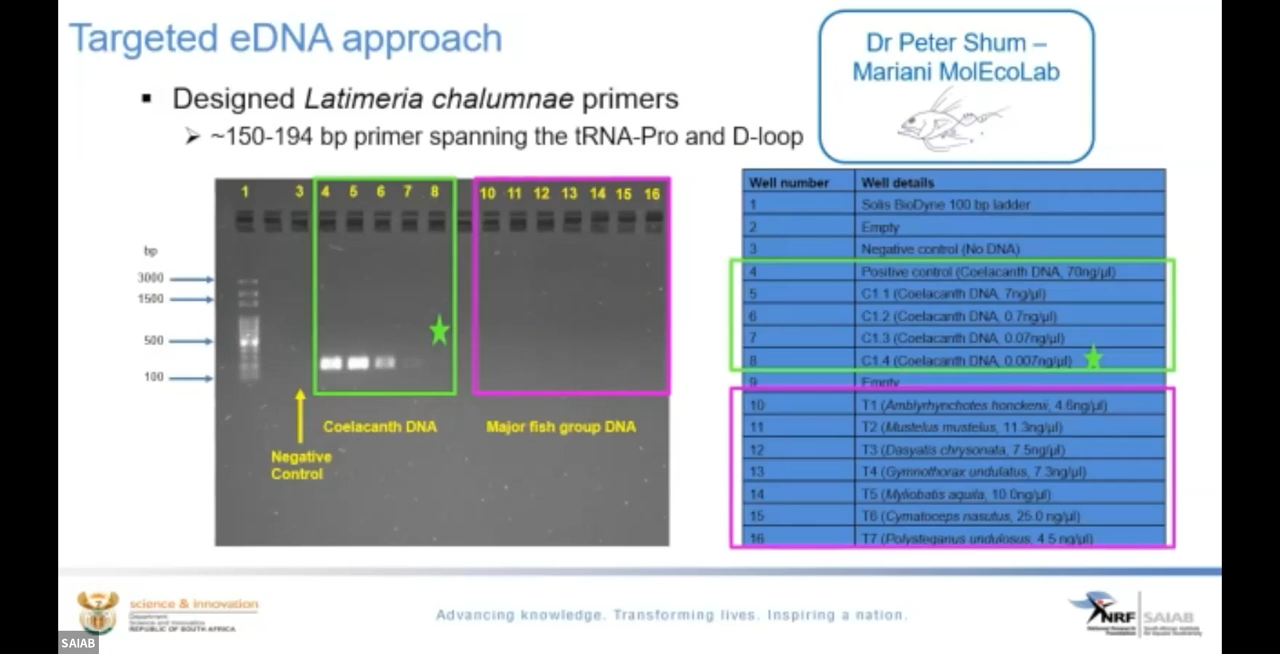 Targeted eDNA approach
Dr Peter Shum –
Mariani MolEcoLab
▪ Designed Latimeria chalumnae primers
➢ ~150-194 bp primer spanning the tRNA-Pro and D-loop
1 3 4 5 6 7 8 10 11 12 13 14 15 16
bp
3000
1500
500
100
Coelacanth DNA
Major fish group DNA
Negative
Control
Well number Well details
1 Solis BioDyne 100 bp ladder
2 Empty
3 Negative control (No DNA)
4 Positive control (Coelacanth DNA, 70ng/µl)
5 C1.1 (Coelacanth DNA, 7ng/µl)
6 C1.2 (Coelacanth DNA, 0.7ng/µl)
7 C1.3 (Coelacanth DNA, 0.07ng/µl)
8 C1.4 (Coelacanth DNA, 0.007ng/µl)
9 Empty
10 T1 (Amblyrhynchotes honckenii, 4.6ng/µl)
11 T2 (Mustelus mustelus, 11.3ng/µl)
12 T3 (Dasyatis chrysonata, 7.5ng/µl)
13 T4 (Gymnothorax undulatus, 7.3ng/µl)
14 T5 (Myliobatis aquila, 10.0ng/µl)
15 T6 (Cymatoceps nasutus, 25.0 ng/µl)
16 T7 (Polysteganus undulosus, 4.5 ng/µl)
science & innovation
Department:
Science and Innovation
REPUBLIC OF SOUTH AFRICA
Advancing knowledge. Transforming lives. Inspiring a nation.
NRF SAIAB
National Research
Foundation
South African Institute
for Aquatic Biodiversity
SAIAB